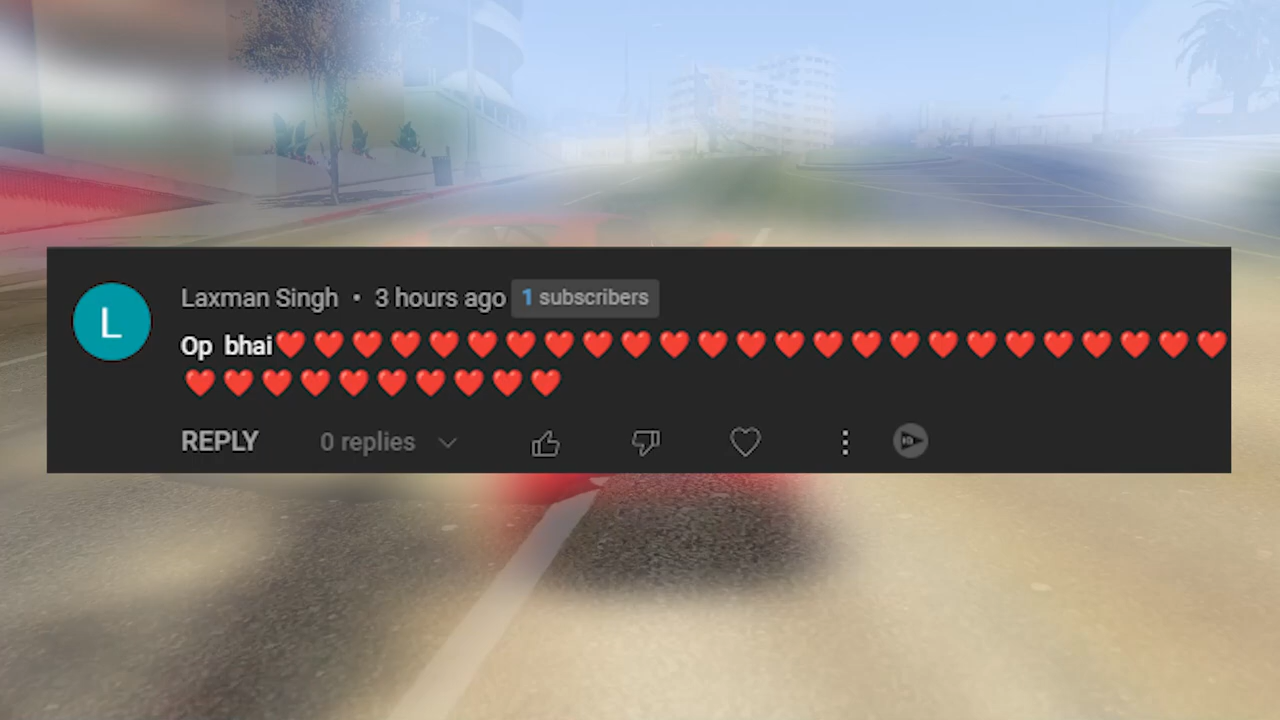 L
Laxman Singh • 3 hours ago 1 subscribers
Op bhai❤️❤️❤️❤️❤️❤️❤️❤️❤️❤️❤️❤️❤️❤️❤️❤️❤️❤️❤️❤️❤️❤️❤️❤️❤️
❤️❤️❤️❤️❤️❤️❤️❤️❤️❤️
REPLY 0 replies